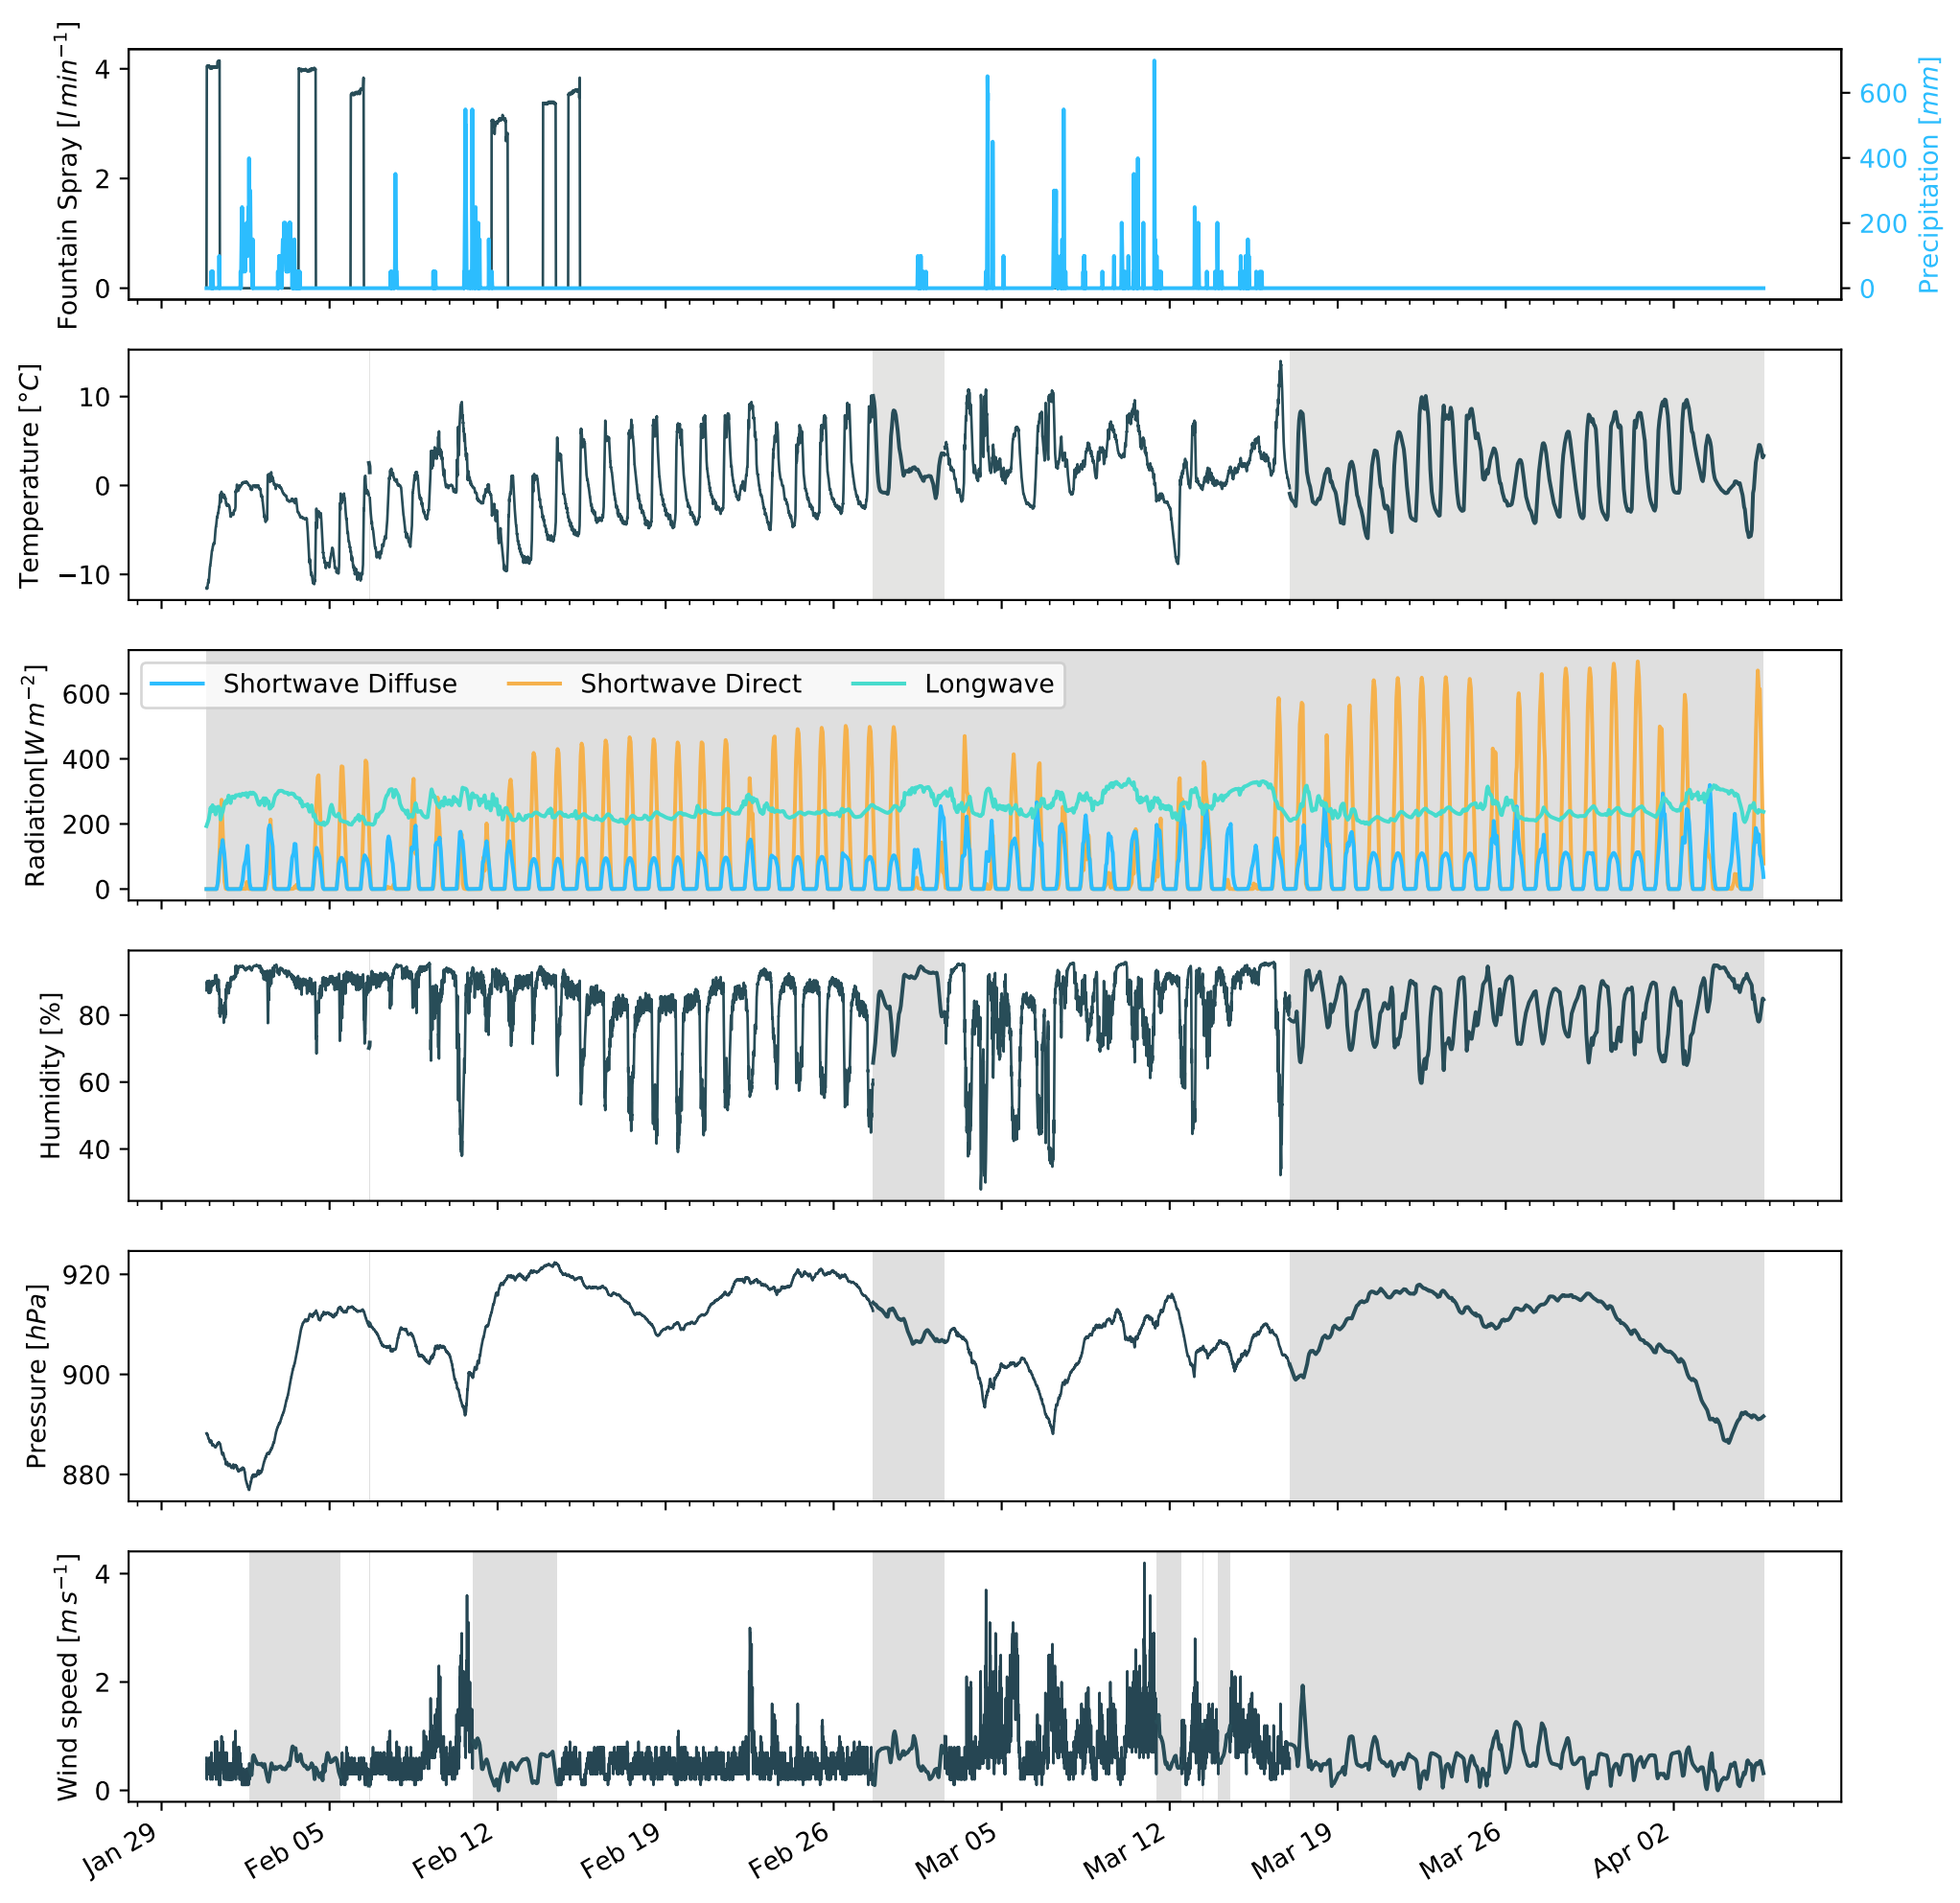 Fountain Spray [l min⁻¹]
4
2
0
600
400
200
0
Precipitation [mm]
Temperature [°C]
10
0
−10
Radiation[W m⁻²]
600
400
200
0
Shortwave Diffuse
Shortwave Direct
Longwave
Humidity [%]
80
60
40
Pressure [hPa]
920
900
880
Wind speed [m s⁻¹]
4
2
0
Jan 29
Feb 05
Feb 12
Feb 19
Feb 26
Mar 05
Mar 12
Mar 19
Mar 26
Apr 02